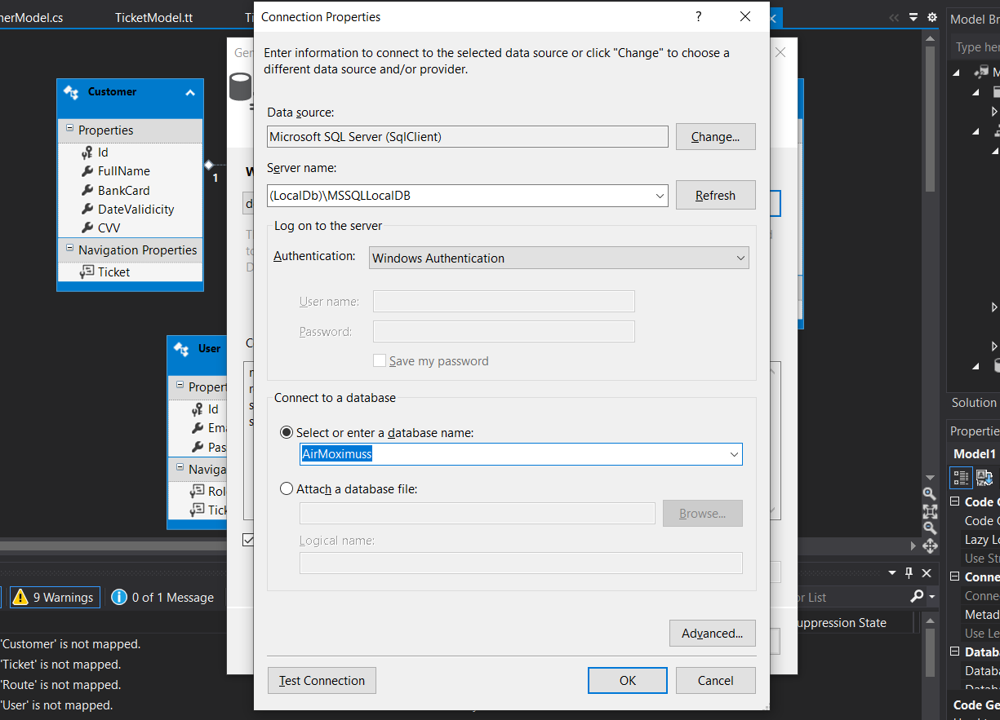 nerModel.cs
TicketModel.tt
Connection Properties
?
Model Br
Type her
Enter information to connect to the selected data source or click "Change" to choose a
different data source and/or provider.
Customer
Properties
Id
FullName
BankCard
DateValidicity
CVV
Navigation Properties
Ticket
1
Data source:
Microsoft SQL Server (SqlClient)
Change...
Server name:
(LocalDb)\MSSQLLocalDB
Refresh
Log on to the server
Authentication:
Windows Authentication
User name:
Password:
Save my password
User
Propert
Id
Ema
Pas
Naviga
Rol
Tick
Connect to a database
Select or enter a database name:
AirMoximuss
Attach a database file:
Browse...
Logical name:
Advanced...
Test Connection
OK
Cancel
9 Warnings
0 of 1 Message
'Customer' is not mapped.
'Ticket' is not mapped.
'Route' is not mapped.
'User' is not mapped.
or List
uppression State
Solution
Propertie
Model1
Code G
Code G
Lazy Lo
Use Str
Conne
Connec
Metad
Use Le
Databa
Databa
Code Ge